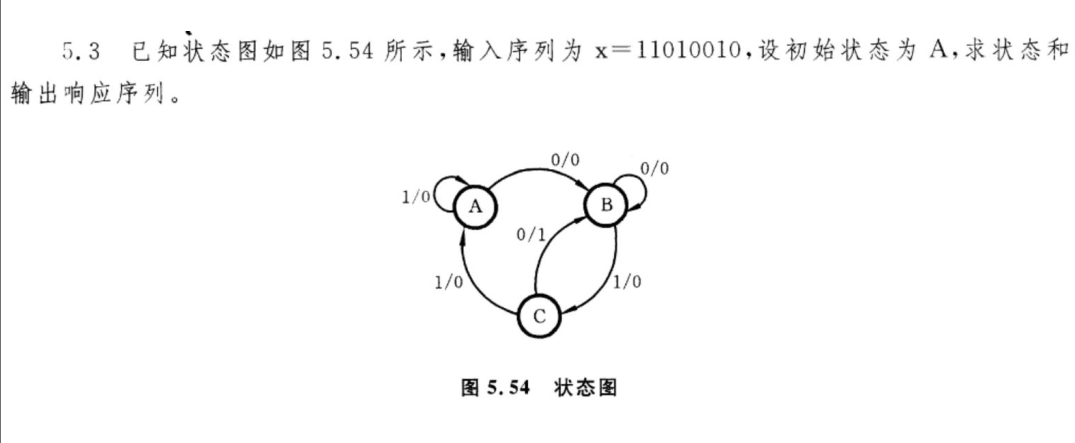 5.3 已知状态图如图 5.54 所示,输入序列为 x=11010010,设初始状态为 A,求状态和
输出响应序列。
0/0
0/0
1/0
A
B
0/1
1/0
1/0
C
图 5.54 状态图